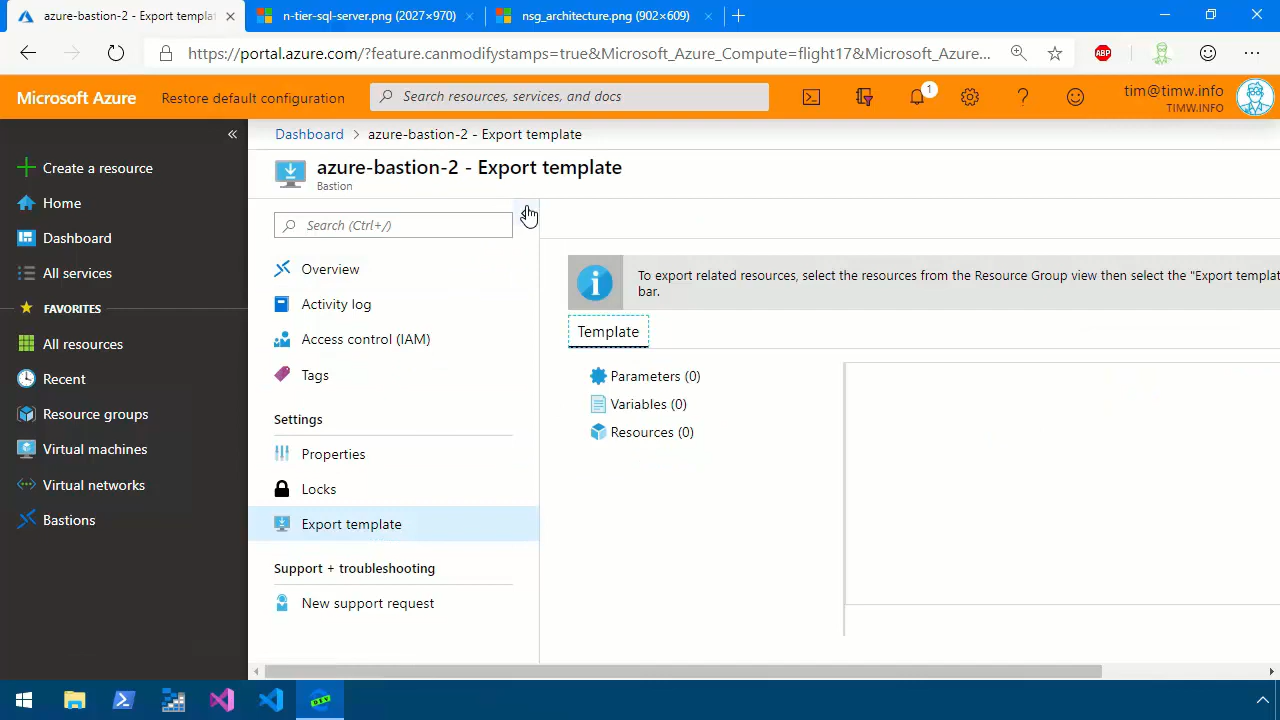 azure-bastion-2 - Export templat
n-tier-sql-server.png (2027×970)
nsg_architecture.png (902×609)
https://portal.azure.com/?feature.canmodifystamps=true&Microsoft_Azure_Compute=flight17&Microsoft_Azure...
ABP
Microsoft Azure
Restore default configuration
Search resources, services, and docs
1
tim@timw.info
TIMW.INFO
Dashboard > azure-bastion-2 - Export template
azure-bastion-2 - Export template
Bastion
Create a resource
Home
Dashboard
All services
FAVORITES
All resources
Recent
Resource groups
Virtual machines
Virtual networks
Bastions
Search (Ctrl+/)
Overview
Activity log
Access control (IAM)
Tags
Settings
Properties
Locks
Export template
Support + troubleshooting
New support request
To export related resources, select the resources from the Resource Group view then select the "Export templat
bar.
Template
Parameters (0)
Variables (0)
Resources (0)
DEV